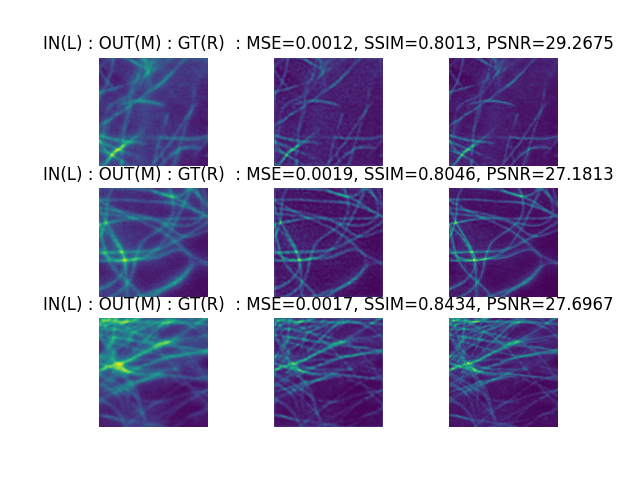 IN(L) : OUT(M) : GT(R)  : MSE=0.0012, SSIM=0.8013, PSNR=29.2675
IN(L) : OUT(M) : GT(R)  : MSE=0.0019, SSIM=0.8046, PSNR=27.1813
IN(L) : OUT(M) : GT(R)  : MSE=0.0017, SSIM=0.8434, PSNR=27.6967